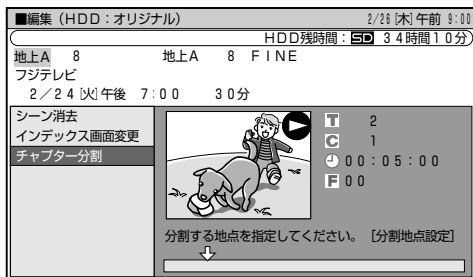 ■編集（HDD：オリジナル） 2/26[木]午前 9:00
HDD残時間：SD 34時間10分
地上A 8 地上A 8 FINE
フジテレビ
2／24[火]午後 7:00 30分
シーン消去
インデックス画面変更
チャプター分割
T 2
C 1
00:05:00
F 00
分割する地点を指定してください。 [分割地点設定]